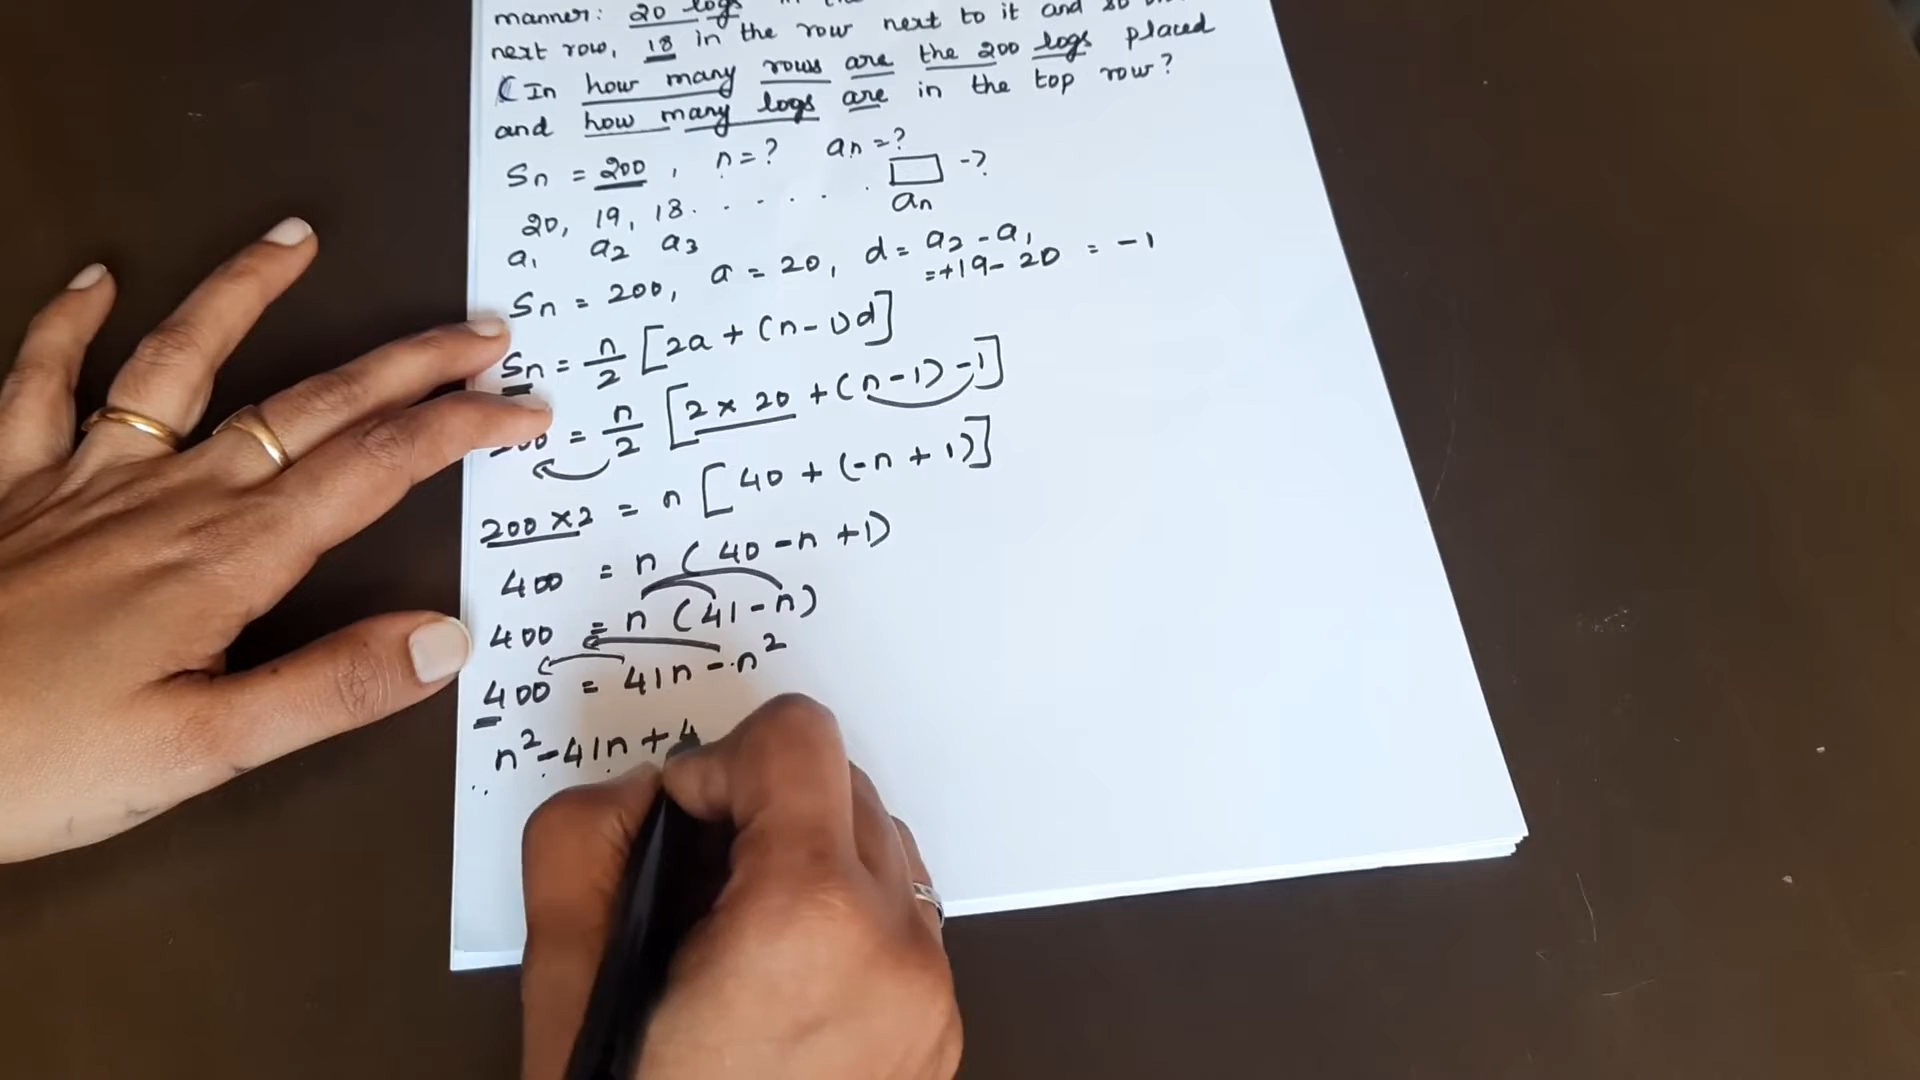 manner: 20 logs in the
next row, 18 in the row next to it and so
(In how many rows are the 200 logs placed
and how many logs are in the top row?
Sn = 200, n = ? an = ?
20, 19, 18. . . . . . -?
a1 a2 a3 an
Sn = 200, a = 20, d = a2 - a1
=+19- 20 = -1
Sn = n/2 [2a + (n - 1)d]
= n/2 [2 × 20 + (n-1) -1]
200 ×2 = n [40 + (-n + 1)]
400 = n (40 -n +1)
400 = n (41-n)
400 = 41n - n²
n² -41n + 4